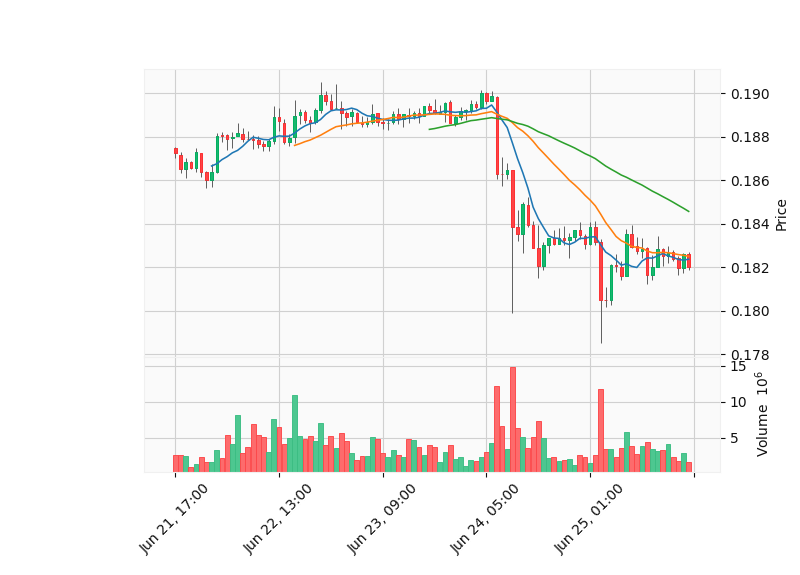 0.190
0.188
0.186
0.184
0.182
0.180
0.178
Price
15
10
5
Volume 10^6
Jun 21, 17:00
Jun 22, 13:00
Jun 23, 09:00
Jun 24, 05:00
Jun 25, 01:00